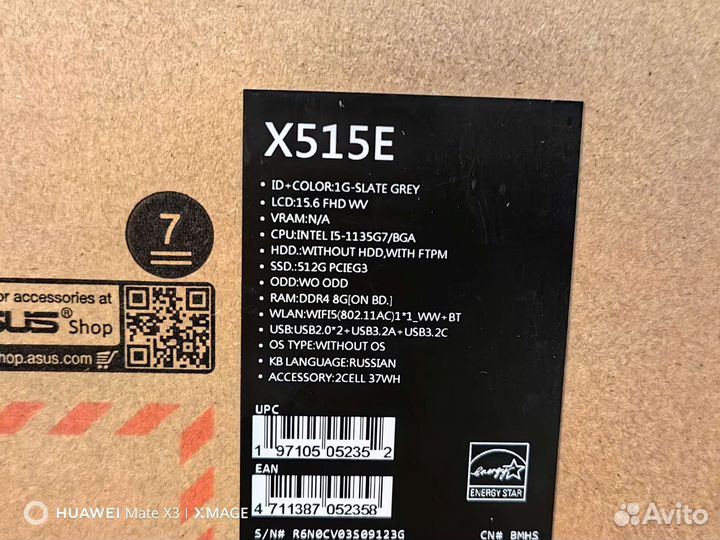 X515E
• ID+COLOR:1G-SLATE GREY
• LCD:15.6 FHD WV
• VRAM:N/A
• CPU:INTEL I5-1135G7/BGA
• HDD.:WITHOUT HDD,WITH FTPM
• SSD.:512G PCIEG3
• ODD:WO ODD
• RAM:DDR4 8G[ON BD.]
• WLAN:WIFI5(802.11AC)1*1_WW+BT
• USB:USB2.0*2+USB3.2A+USB3.2C
• OS TYPE:WITHOUT OS
• KB LANGUAGE:RUSSIAN
• ACCESSORY:2CELL 37WH
UPC
1 97105 05235 2
EAN
4 711387 052358
S/N# R6N0CV03S09123G
CN# BMHS
energy
ENERGY STAR
7
or accessories at
SUS® Shop
hop.asus.com
HUAWEI Mate X3 | XMAGE
Avito